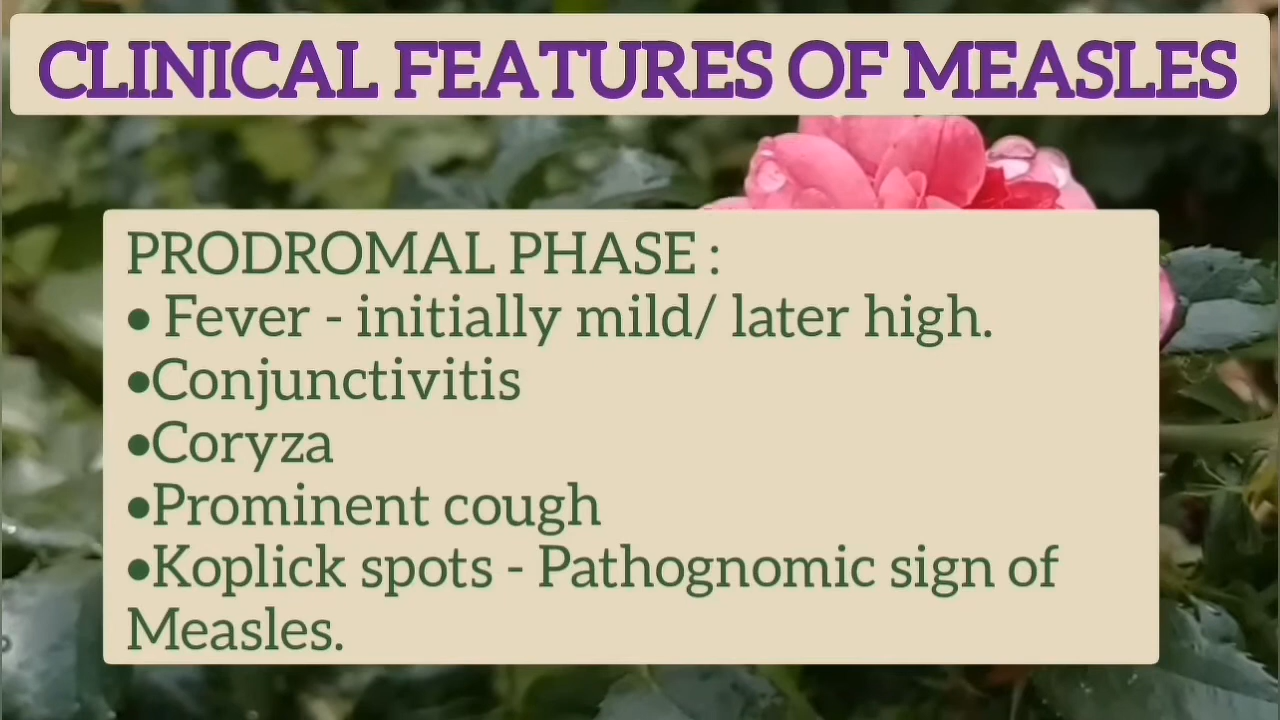 CLINICAL FEATURES OF MEASLES
PRODROMAL PHASE :
• Fever - initially mild/ later high.
•Conjunctivitis
•Coryza
•Prominent cough
•Koplick spots - Pathognomic sign of
Measles.